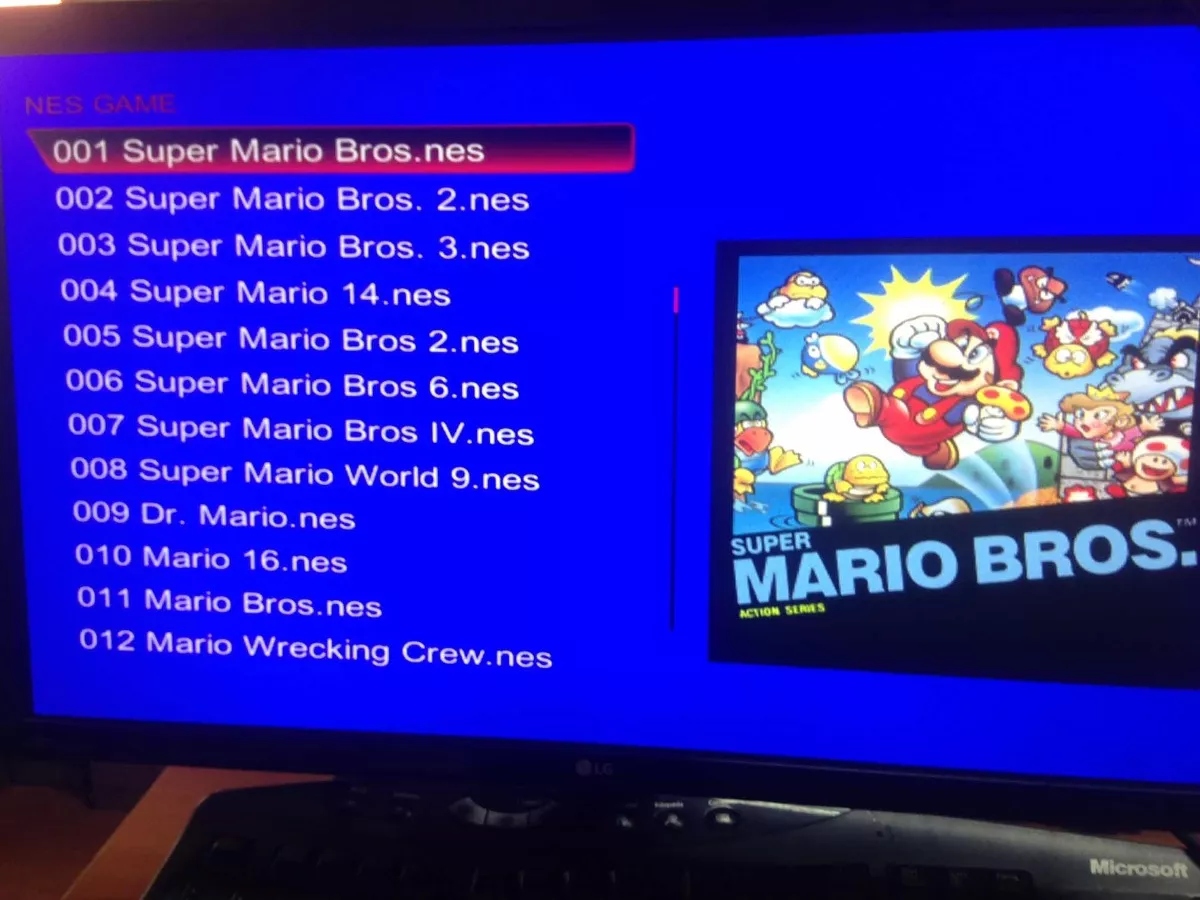 NES GAME
001 Super Mario Bros.nes
002 Super Mario Bros. 2.nes
003 Super Mario Bros. 3.nes
004 Super Mario 14.nes
005 Super Mario Bros 2.nes
006 Super Mario Bros 6.nes
007 Super Mario Bros IV.nes
008 Super Mario World 9.nes
009 Dr. Mario.nes
010 Mario 16.nes
011 Mario Bros.nes
012 Mario Wrecking Crew.nes
SUPER
MARIO BROS.™
ACTION SERIES
LG
Microsoft